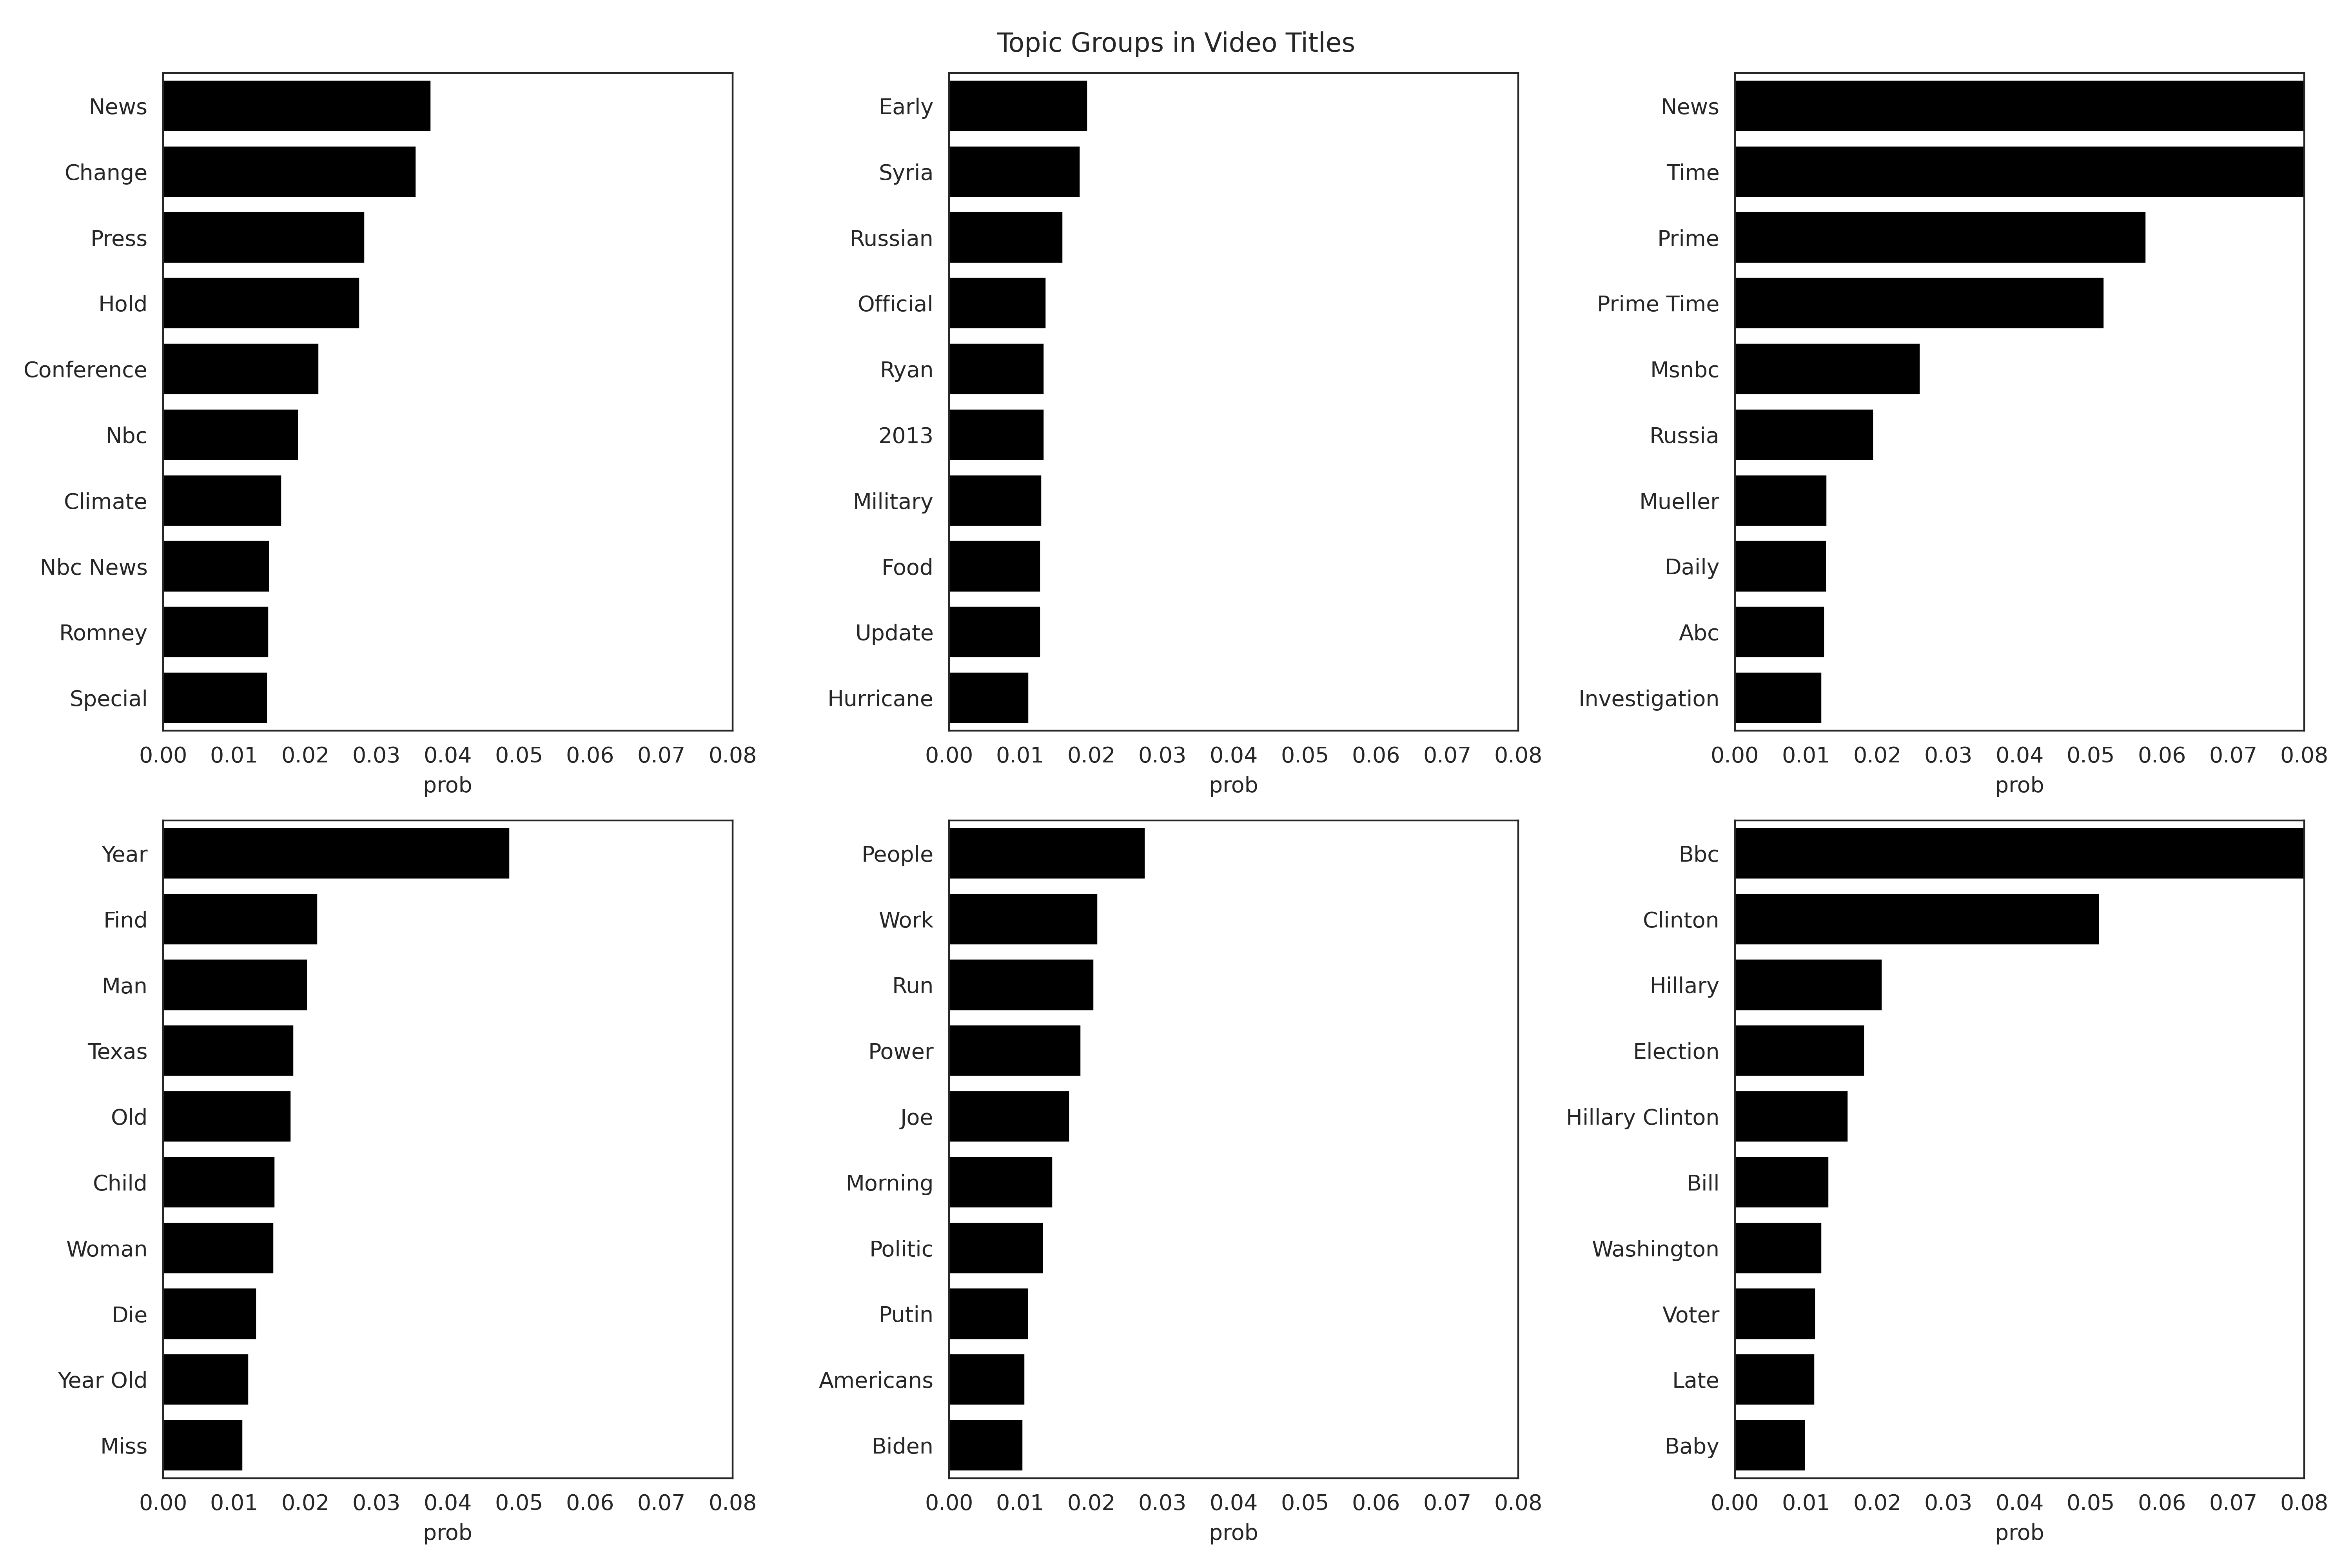 Topic Groups in Video Titles
News
Change
Press
Hold
Conference
Nbc
Climate
Nbc News
Romney
Special
0.00 0.01 0.02 0.03 0.04 0.05 0.06 0.07 0.08
prob
Early
Syria
Russian
Official
Ryan
2013
Military
Food
Update
Hurricane
0.00 0.01 0.02 0.03 0.04 0.05 0.06 0.07 0.08
prob
News
Time
Prime
Prime Time
Msnbc
Russia
Mueller
Daily
Abc
Investigation
0.00 0.01 0.02 0.03 0.04 0.05 0.06 0.07 0.08
prob
Year
Find
Man
Texas
Old
Child
Woman
Die
Year Old
Miss
0.00 0.01 0.02 0.03 0.04 0.05 0.06 0.07 0.08
prob
People
Work
Run
Power
Joe
Morning
Politic
Putin
Americans
Biden
0.00 0.01 0.02 0.03 0.04 0.05 0.06 0.07 0.08
prob
Bbc
Clinton
Hillary
Election
Hillary Clinton
Bill
Washington
Voter
Late
Baby
0.00 0.01 0.02 0.03 0.04 0.05 0.06 0.07 0.08
prob